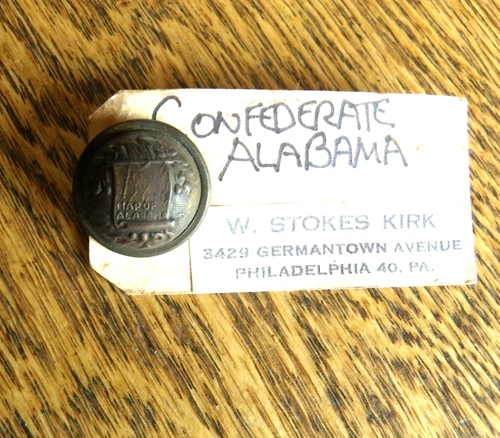 CONFEDERATE
ALABAMA
MAP OF
ALABAMA
W. STOKES KIRK
3429 GERMANTOWN AVENUE
PHILADELPHIA 40, PA.